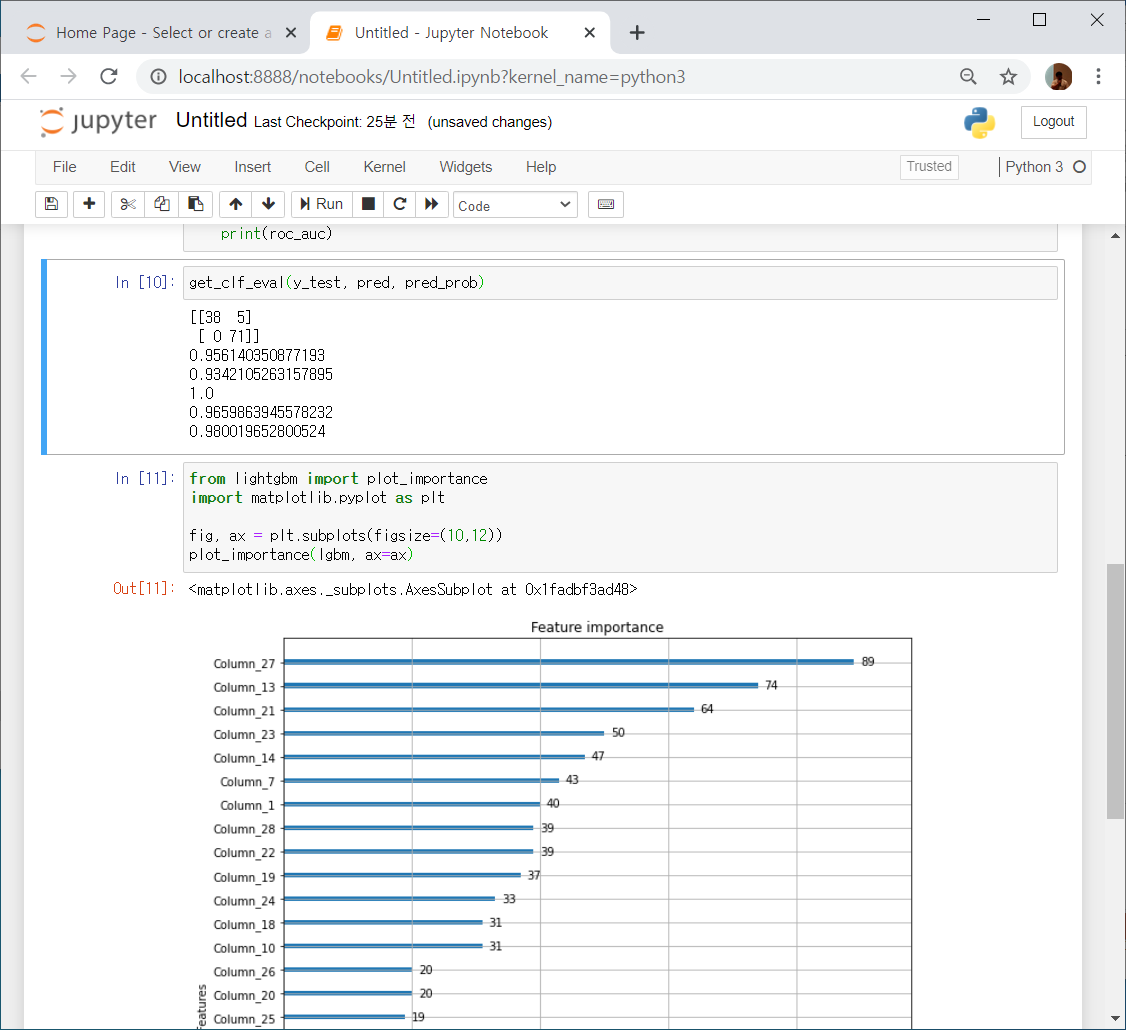 Home Page - Select or create a
Untitled - Jupyter Notebook
localhost:8888/notebooks/Untitled.ipynb?kernel_name=python3
jupyter Untitled Last Checkpoint: 25분 전 (unsaved changes)
Logout
File Edit View Insert Cell Kernel Widgets Help
Trusted
Python 3
Run
Code
print(roc_auc)
In [10]: get_clf_eval(y_test, pred, pred_prob)
[[38  5]
 [ 0 71]]
0.956140350877193
0.9342105263157895
1.0
0.9659863945578232
0.980019652800524
In [11]: from lightgbm import plot_importance
import matplotlib.pyplot as plt
fig, ax = plt.subplots(figsize=(10,12))
plot_importance(lgbm, ax=ax)
Out[11]: <matplotlib.axes._subplots.AxesSubplot at 0x1fadbf3ad48>
Feature importance
Column_27 89
Column_13 74
Column_21 64
Column_23 50
Column_14 47
Column_7 43
Column_1 40
Column_28 39
Column_22 39
Column_19 37
Column_24 33
Column_18 31
Column_10 31
Column_26 20
Column_20 20
Column_25 19
Features